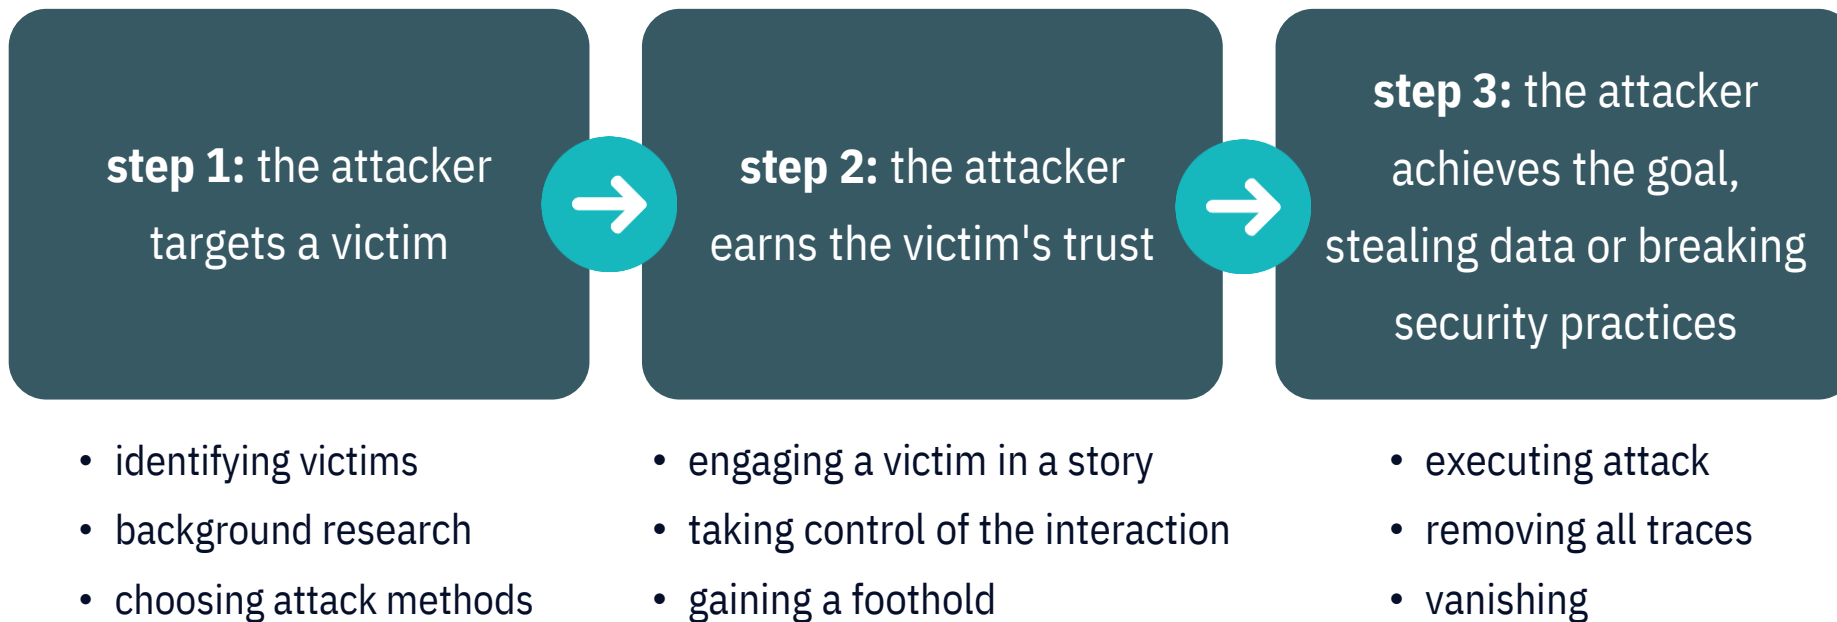 step 1: the attacker
targets a victim
step 2: the attacker
earns the victim's trust
step 3: the attacker
achieves the goal,
stealing data or breaking
security practices
• identifying victims
• background research
• choosing attack methods
• engaging a victim in a story
• taking control of the interaction
• gaining a foothold
• executing attack
• removing all traces
• vanishing